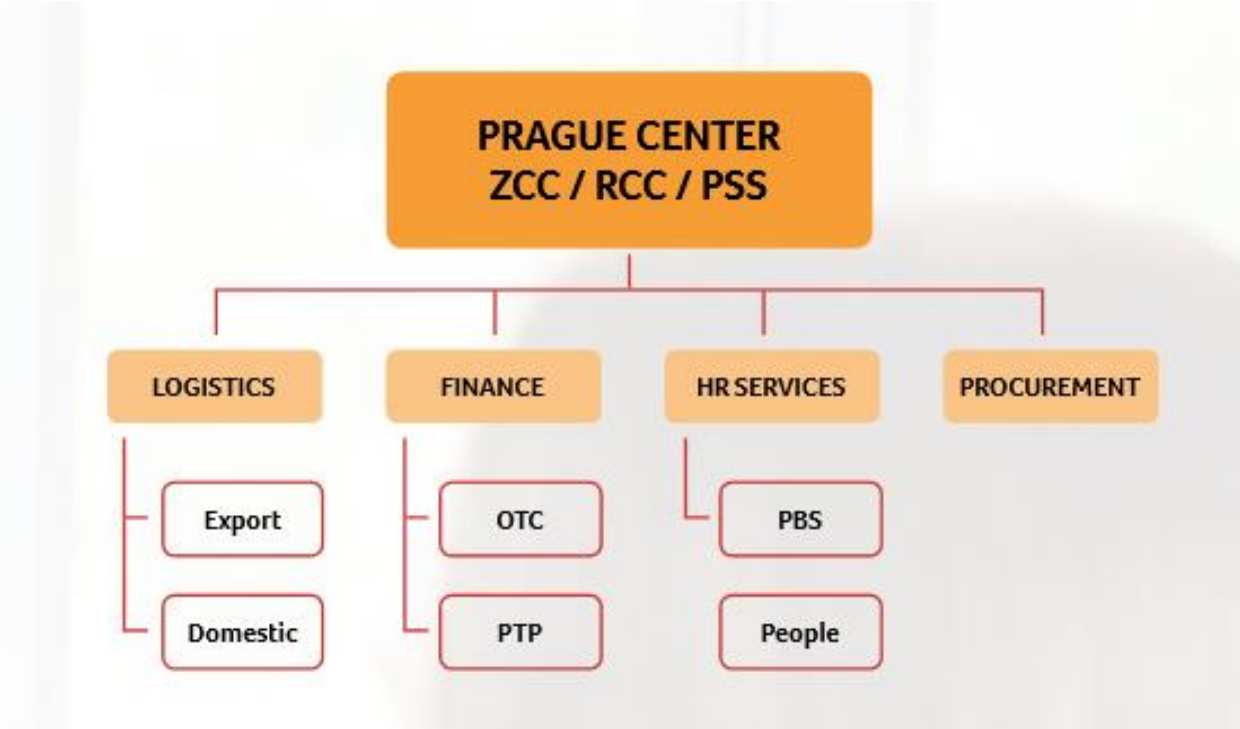 PRAGUE CENTER
ZCC / RCC / PSS
LOGISTICS
FINANCE
HR SERVICES
PROCUREMENT
Export
OTC
PBS
Domestic
PTP
People